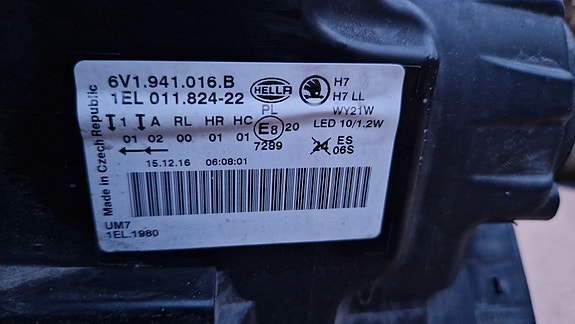 Made in Czech Republic
6V1.941.016.B
1EL 011.824-22
HELLA
H7
H7 LL
PL
WY21W
LED 10/1.2W
1 A RL HR HC
01 02 00 01 01
E8 20
7289
24
ES
06S
15.12.16 06:08:01
UM7
1EL.1980